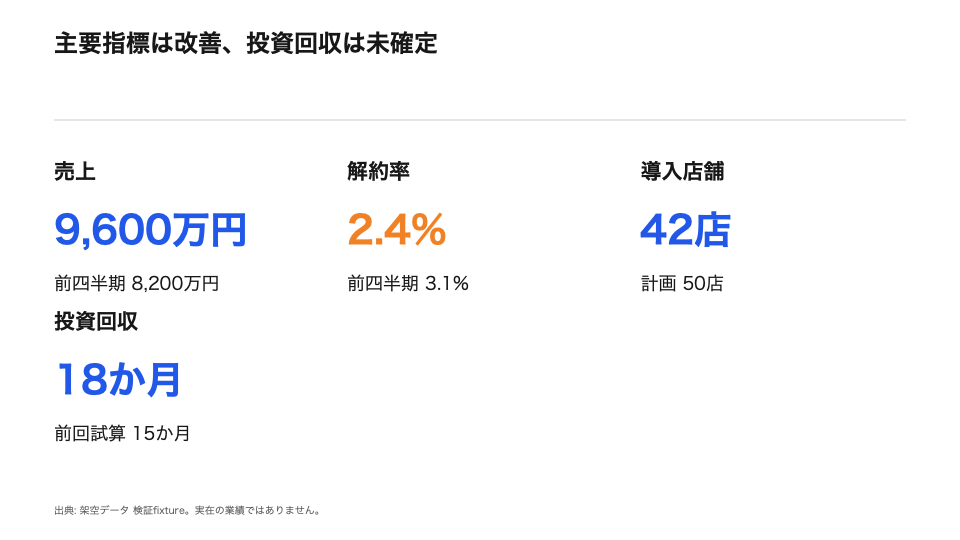 主要指標は改善、投資回収は未確定
売上
9,600万円
前四半期 8,200万円
解約率
2.4%
前四半期 3.1%
導入店舗
42店
計画 50店
投資回収
18か月
前回試算 15か月
出典: 架空データ 検証fixture。実在の業績ではありません。